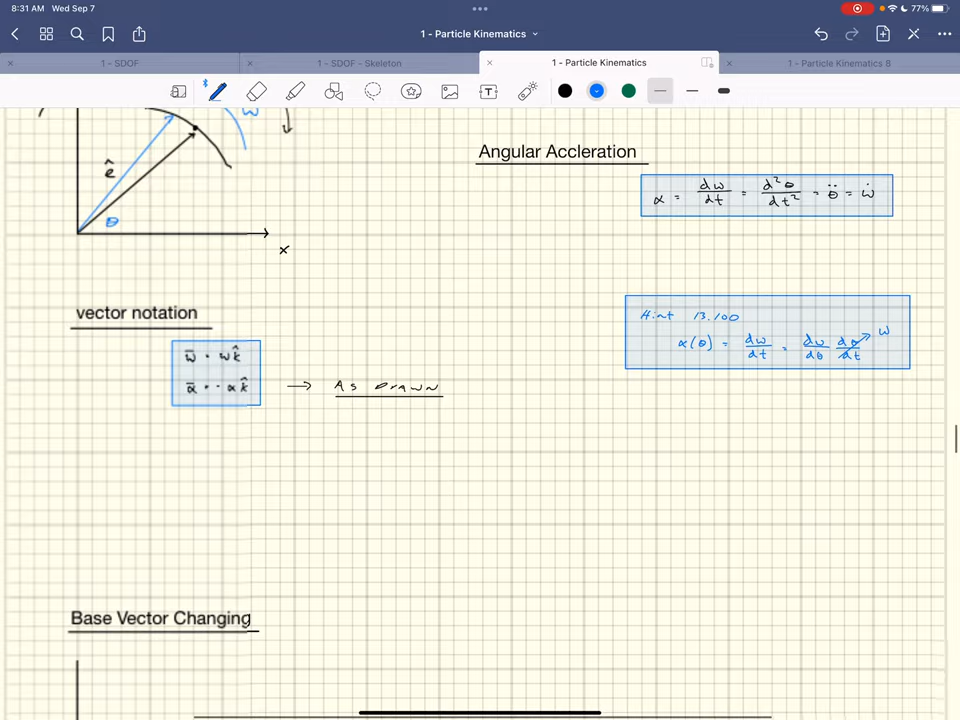 8:31 AM Wed Sep 7
77%
1 - Particle Kinematics
1 - SDOF
1 - SDOF - Skeleton
1 - Particle Kinematics
1 - Particle Kinematics 8
ω
ê
θ
x
Angular Accleration
α = dω/dt = d²θ/dt² = θ̈ = ω̇
vector notation
ω̄ = ωk̂
ᾱ = -αk̂ → As Drawn
Hint 13.100
α(θ) = dω/dt = dω/dθ dθ/dt ω
Base Vector Changing